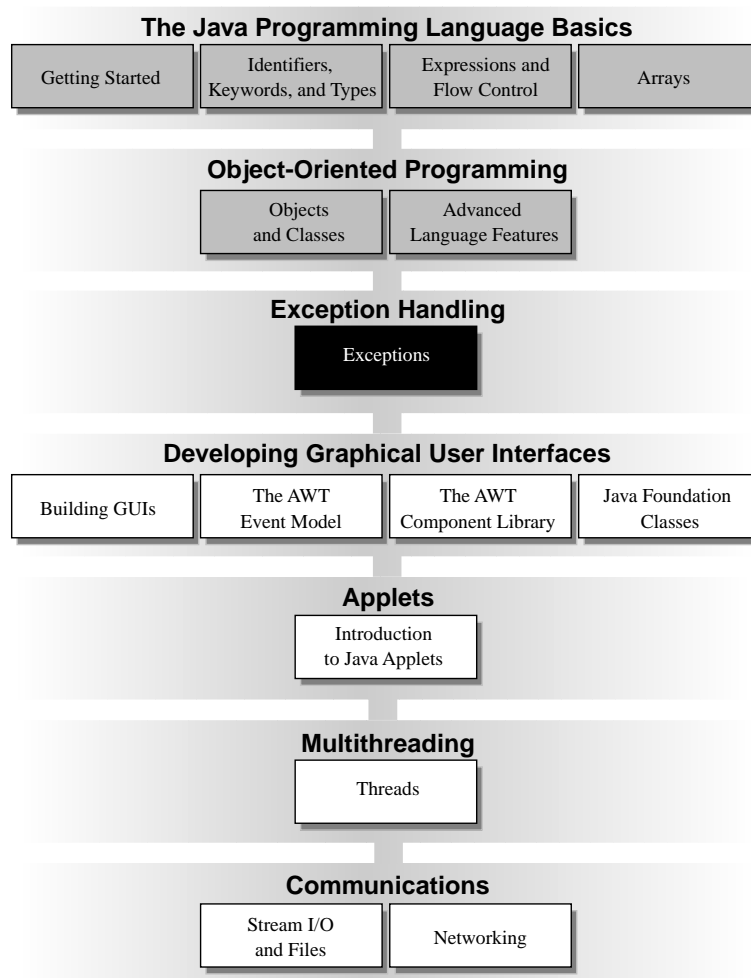 The Java Programming Language Basics
Getting Started
Identifiers,
Keywords, and Types
Expressions and
Flow Control
Arrays
Object-Oriented Programming
Objects
and Classes
Advanced
Language Features
Exception Handling
Exceptions
Developing Graphical User Interfaces
Building GUIs
The AWT
Event Model
The AWT
Component Library
Java Foundation
Classes
Applets
Introduction
to Java Applets
Multithreading
Threads
Communications
Stream I/O
and Files
Networking